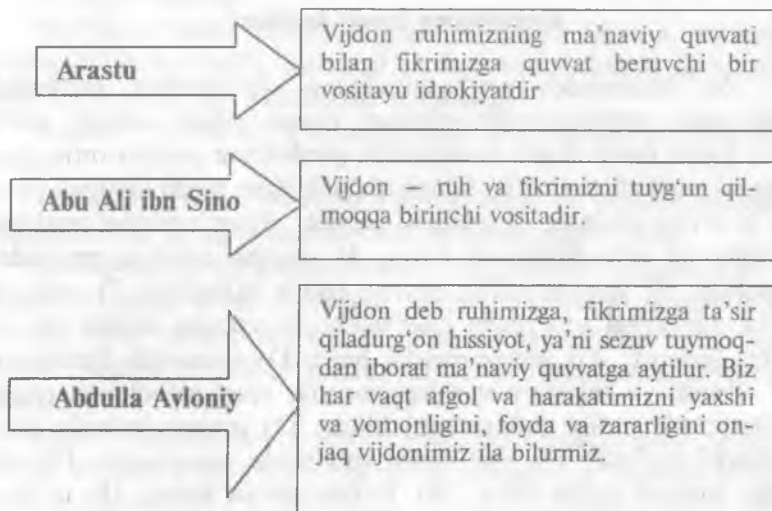 Arastu
Vijdon ruhimizning ma'naviy quvvati
bilan fikrimizga quvvat beruvchi bir
vositayu idrokiyatdir
Abu Ali ibn Sino
Vijdon – ruh va fikrimizni tuyg'un qil-
moqqa birinchi vositadir.
Abdulla Avloniy
Vijdon deb ruhimizga, fikrimizga ta'sir
qiladurg'on hissiyot, ya'ni sezuv tuymoq-
dan iborat ma'naviy quvvatga aytilur. Biz
har vaqt afgol va harakatimizni yaxshi
va yomonligini, foyda va zararligini on-
jaq vijdonimiz ila bilurmiz.